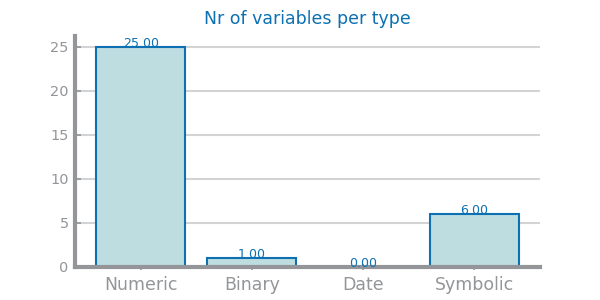 Nr of variables per type
25
20
15
10
5
0
25.00
1.00
0.00
6.00
Numeric
Binary
Date
Symbolic